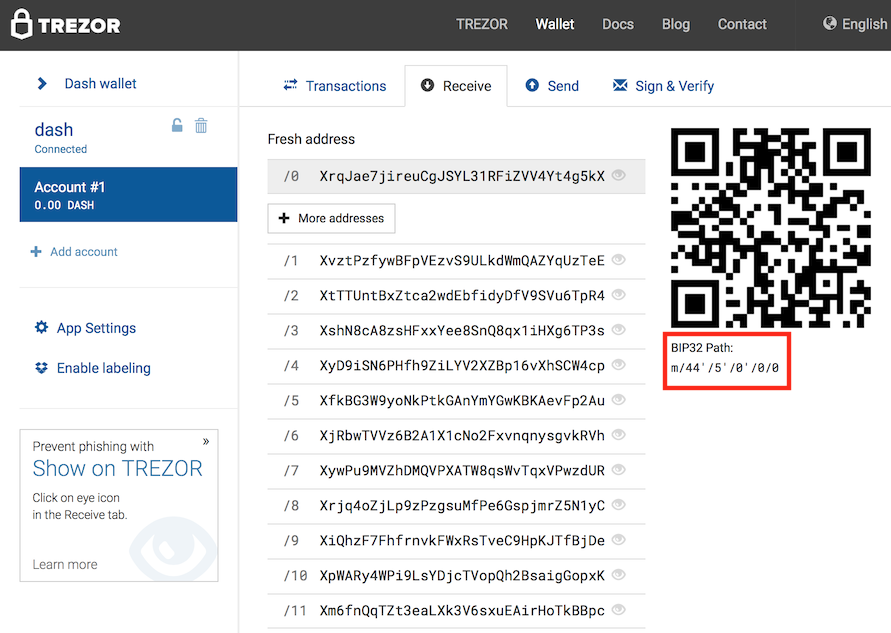 TREZOR
TREZOR Wallet Docs Blog Contact English
Dash wallet
dash
Connected
Account #1
0.00 DASH
Add account
App Settings
Enable labeling
Prevent phishing with »
Show on TREZOR
Click on eye icon
in the Receive tab.
Learn more
Transactions Receive Send Sign & Verify
Fresh address
/0 XrqJae7jireuCgJSYL31RFiZVV4Yt4g5kX
More addresses
/1 XvztPzfywBFpVEzvS9ULkdWmQAZYqUzTeE
/2 XtTTUntBxZtca2wdEbfidyDfV9SVu6TpR4
/3 XshN8cA8zsHFxxYee8SnQ8qx1iHXg6TP3s
/4 XyD9iSN6PHfh9ZiLYV2XZBp16vXhSCW4cp
/5 XfkBG3W9yoNkPtkGAnYmYGwKBKAevFp2Au
/6 XjRbwTVVz6B2A1X1cNo2FxvnqnysgvkRVh
/7 XywPu9MVZhDMQVPXATW8qsWvTqxVPwzdUR
/8 Xrjq4oZjLp9zPzgsuMfPe6GspjmrZ5N1yC
/9 XiQhzF7FhfrnvkFWxRsTveC9HpKJTfBjDe
/10 XpWARy4WPi9LsYDjcTVopQh2BsaigGopxK
/11 Xm6fnQqTZt3eaLXk3V6sxuEAirHoTkBBpc
BIP32 Path:
m/44'/5'/0'/0/0